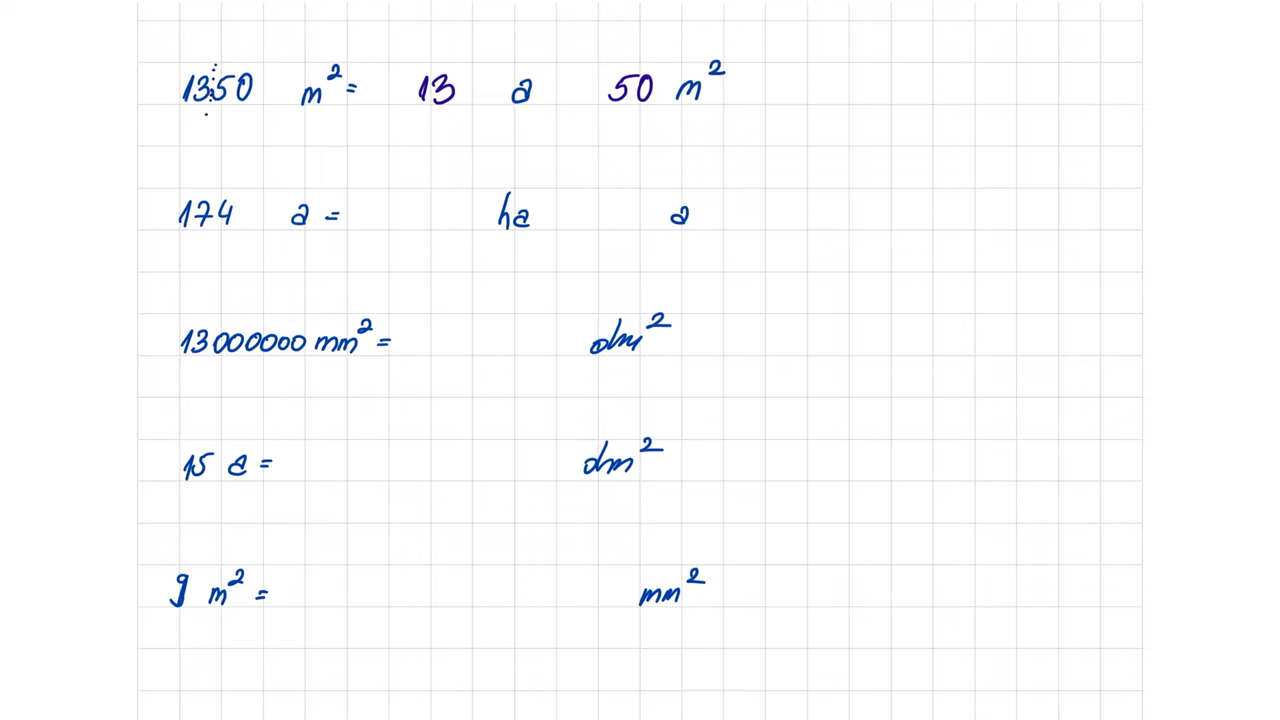 1350 m² = 13 a 50 m²
174 a = ha a
13000000 mm² = dm²
15 a = dm²
9 m² = mm²